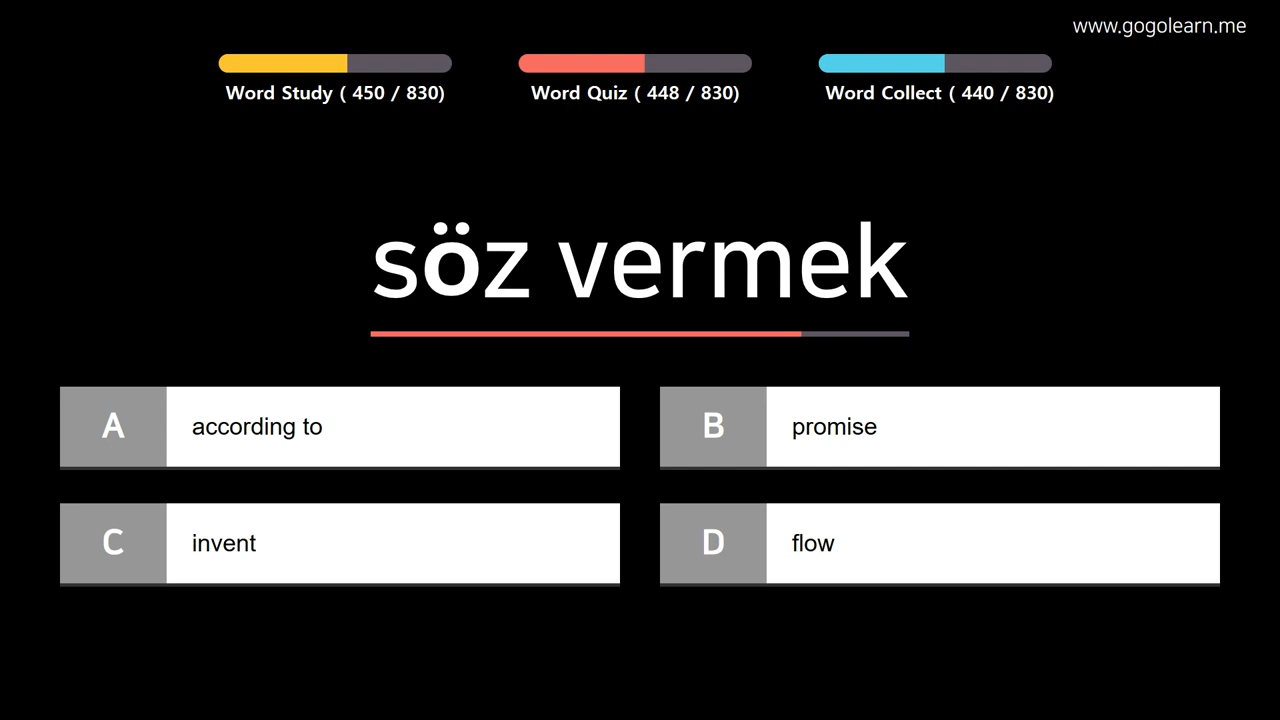 www.gogolearn.me
Word Study ( 450 / 830)
Word Quiz ( 448 / 830)
Word Collect ( 440 / 830)
söz vermek
A according to
B promise
C invent
D flow